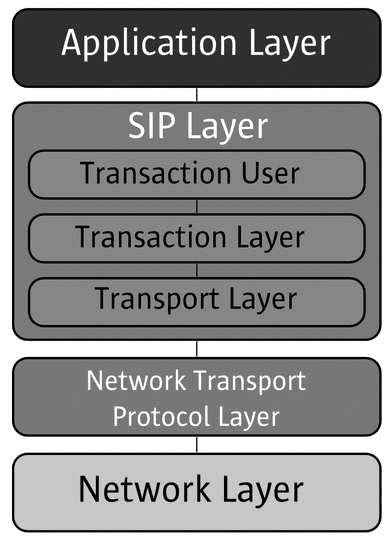 Application Layer
SIP Layer
Transaction User
Transaction Layer
Transport Layer
Network Transport
Protocol Layer
Network Layer